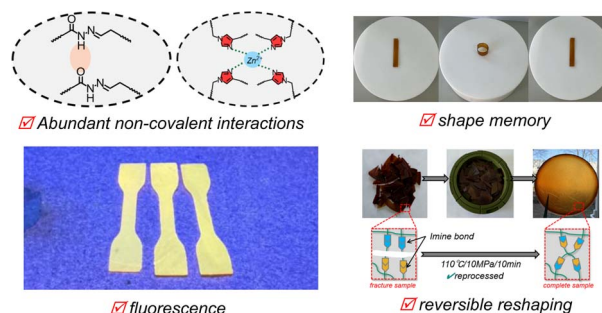 Zn²⁺
☑ Abundant non-covalent interactions
☑ shape memory
Imine bond
110℃/10MPa/10min
✓reprocessed
fracture sample
complete sample
☑ fluorescence
☑ reversible reshaping